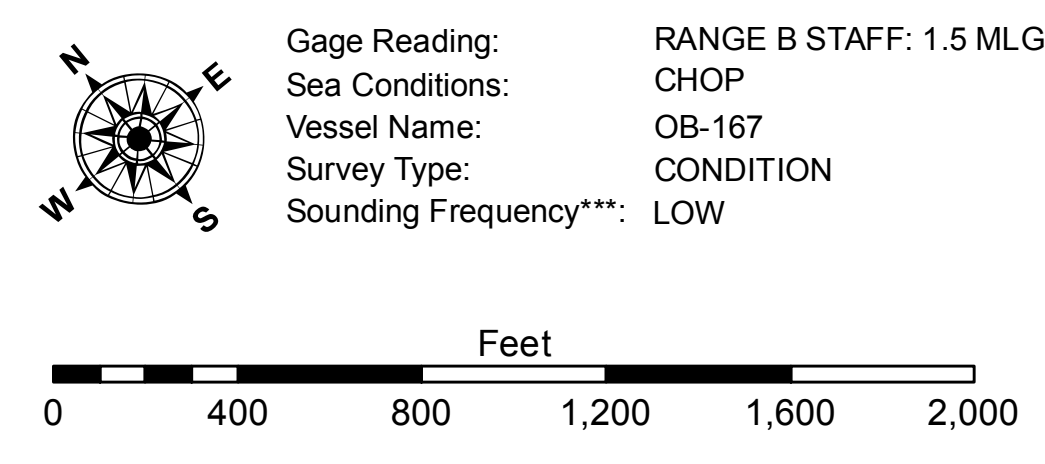 N
E
W
S
Gage Reading: RANGE B STAFF: 1.5 MLG
Sea Conditions: CHOP
Vessel Name: OB-167
Survey Type: CONDITION
Sounding Frequency***: LOW
Feet
0 400 800 1,200 1,600 2,000